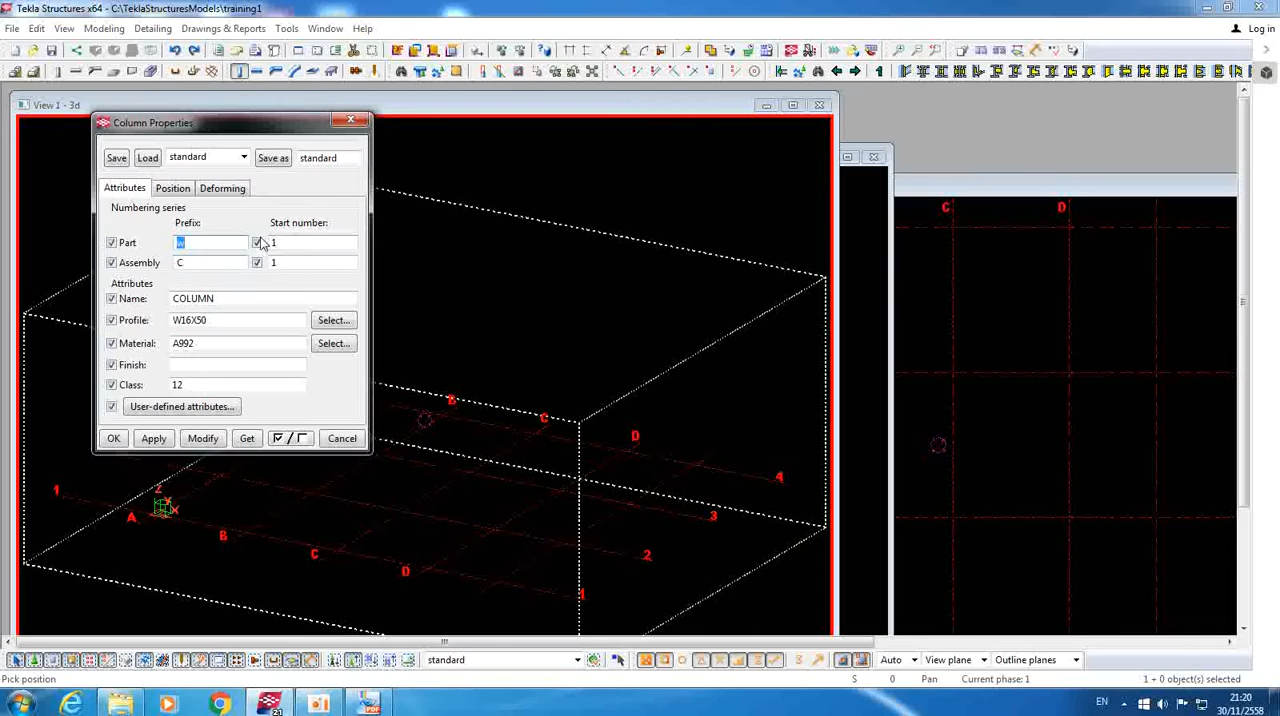 Tekla Structures x64 - C:\TeklaStructuresModels\training1
File Edit View Modeling Detailing Drawings & Reports Tools Window Help
Log in
View 1 - 3d
Column Properties
Save Load standard Save as standard
Attributes Position Deforming
Numbering series
Prefix: Start number:
Part w 1
Assembly C 1
Attributes
Name: COLUMN
Profile: W16X50 Select...
Material: A992 Select...
Finish:
Class: 12
User-defined attributes...
OK Apply Modify Get / Cancel
C D
B
C
D
4
3
2
1
1
Z
X
A
B
C
D
standard
Auto View plane Outline planes
Pick position S 0 Pan Current phase: 1 1 + 0 object(s) selected
21
PDF
EN
21:20
30/11/2558